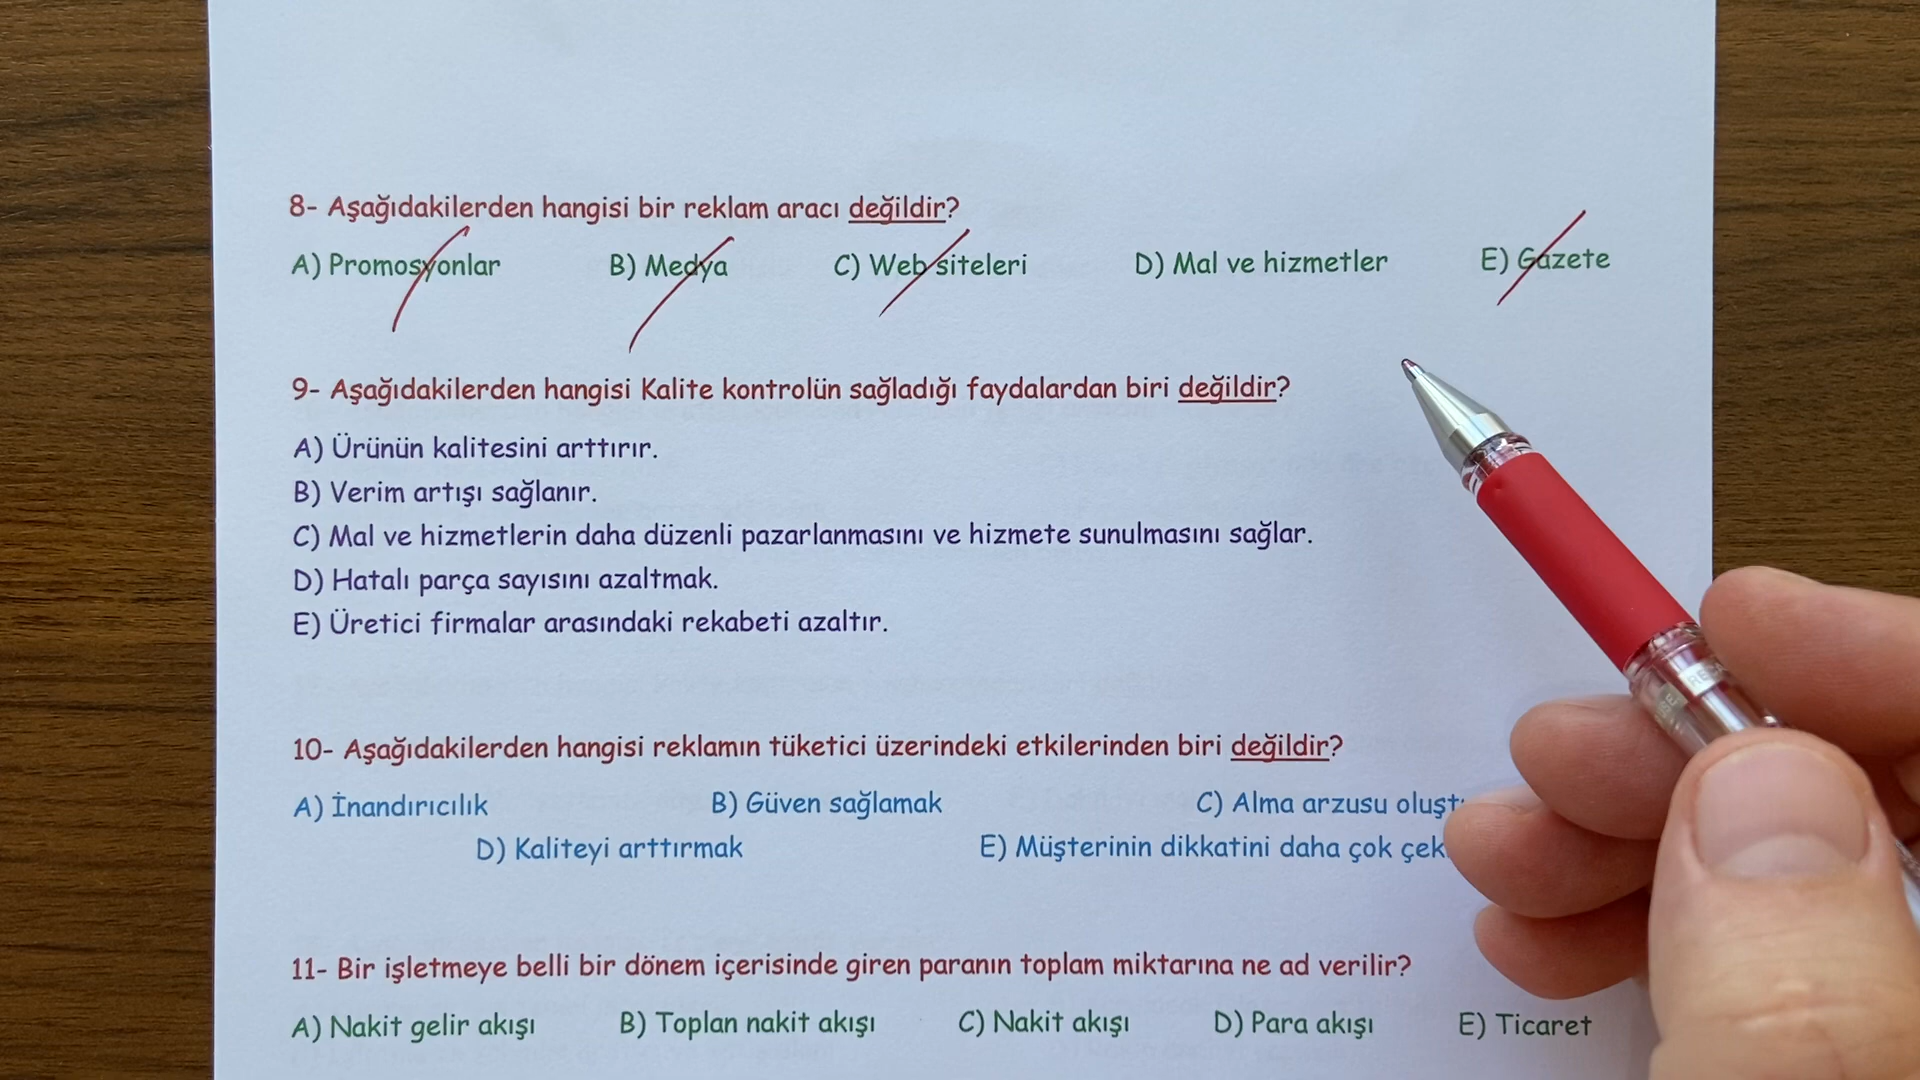 8- Aşağıdakilerden hangisi bir reklam aracı değildir?
A) Promosyonlar B) Medya C) Web siteleri D) Mal ve hizmetler E) Gazete
9- Aşağıdakilerden hangisi Kalite kontrolün sağladığı faydalardan biri değildir?
A) Ürünün kalitesini arttırır.
B) Verim artışı sağlanır.
C) Mal ve hizmetlerin daha düzenli pazarlanmasını ve hizmete sunulmasını sağlar.
D) Hatalı parça sayısını azaltmak.
E) Üretici firmalar arasındaki rekabeti azaltır.
10- Aşağıdakilerden hangisi reklamın tüketici üzerindeki etkilerinden biri değildir?
A) İnandırıcılık B) Güven sağlamak C) Alma arzusu
D) Kaliteyi arttırmak E) Müşterinin dikkatini daha çok
11- Bir işletmeye belli bir dönem içerisinde giren paranın toplam miktarına ne ad verilir?
A) Nakit gelir akışı B) Toplan nakit akışı C) Nakit akışı D) Para akışı E) Ticaret